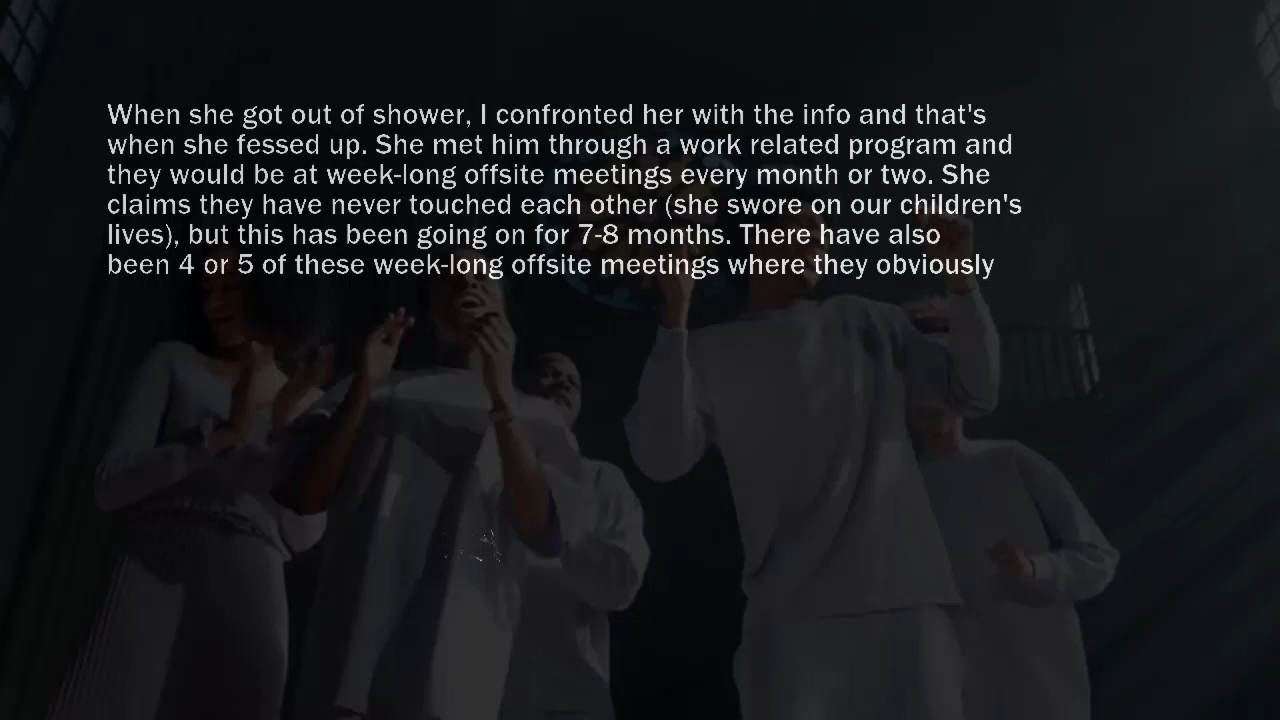 When she got out of shower, I confronted her with the info and that's
when she fessed up. She met him through a work related program and
they would be at week-long offsite meetings every month or two. She
claims they have never touched each other (she swore on our children's
lives), but this has been going on for 7-8 months. There have also
been 4 or 5 of these week-long offsite meetings where they obviously